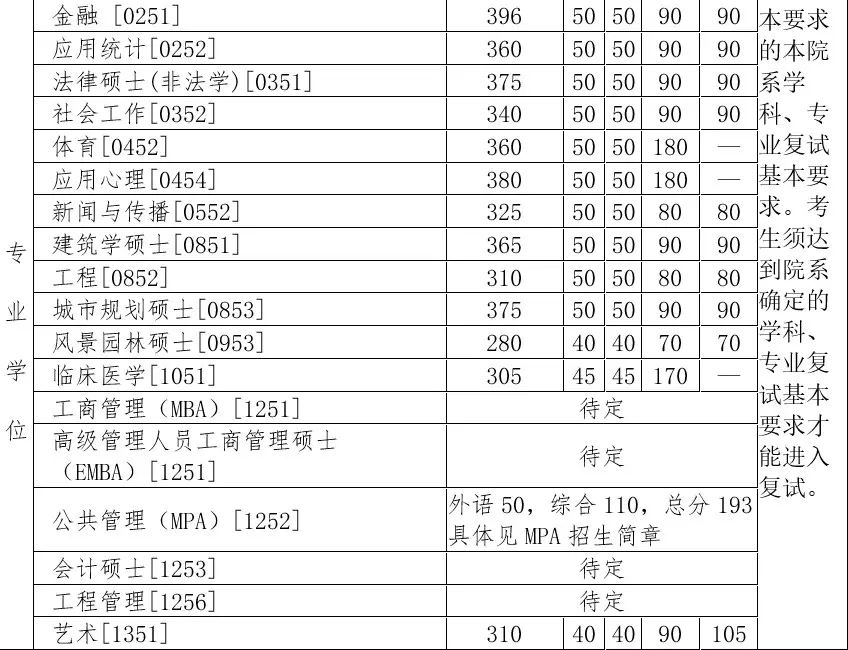 专业学位
金融 [0251] 396 50 50 90 90
应用统计[0252] 360 50 50 90 90
法律硕士(非法学)[0351] 375 50 50 90 90
社会工作[0352] 340 50 50 90 90
体育[0452] 360 50 50 180 —
应用心理[0454] 380 50 50 180 —
新闻与传播[0552] 325 50 50 80 80
建筑学硕士[0851] 365 50 50 90 90
工程[0852] 310 50 50 80 80
城市规划硕士[0853] 375 50 50 90 90
风景园林硕士[0953] 280 40 40 70 70
临床医学[1051] 305 45 45 170 —
工商管理（MBA）[1251] 待定
高级管理人员工商管理硕士
（EMBA）[1251] 待定
公共管理（MPA）[1252]
外语50，综合110，总分193
具体见MPA招生简章
会计硕士[1253] 待定
工程管理[1256] 待定
艺术[1351] 310 40 40 90 105
本要求
的本院
系学
科、专
业复试
基本要
求。考
生须达
到院系
确定的
学科、
专业复
试基本
要求才
能进入
复试。